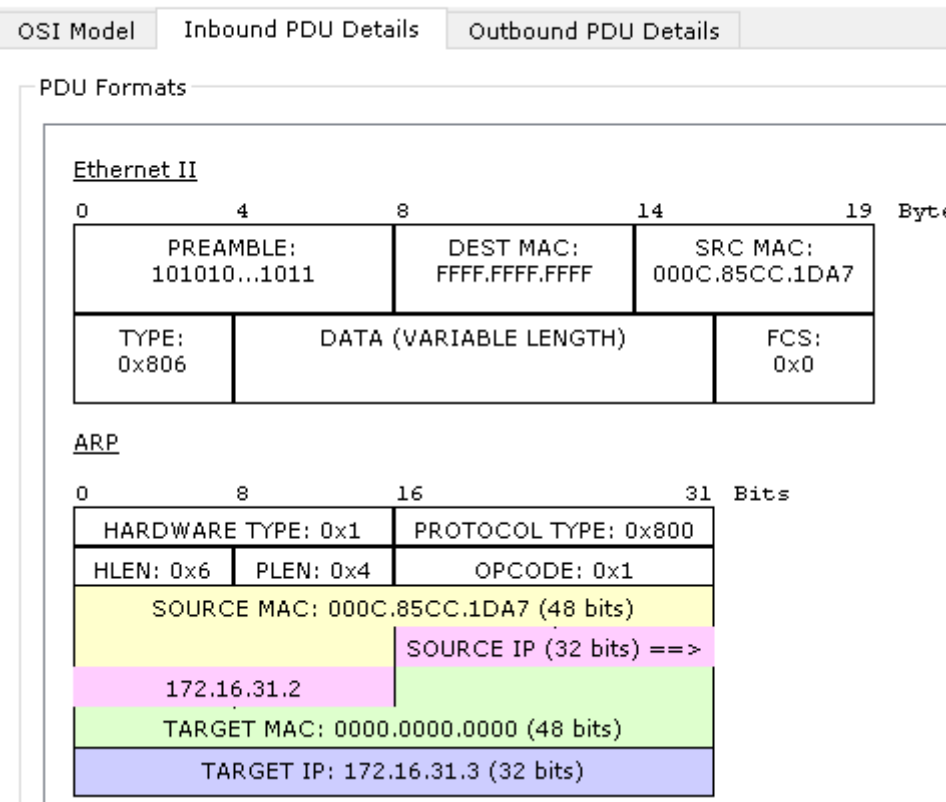 OSI Model Inbound PDU Details Outbound PDU Details
PDU Formats
Ethernet II
0 4 8 14 19
PREAMBLE: DEST MAC: SRC MAC:
101010...1011 FFFF.FFFF.FFFF 000C.85CC.1DA7
TYPE: DATA (VARIABLE LENGTH) FCS:
0x806 0x0
ARP
0 8 16 31 Bits
HARDWARE TYPE: 0x1 PROTOCOL TYPE: 0x800
HLEN: 0x6 PLEN: 0x4 OPCODE: 0x1
SOURCE MAC: 000C.85CC.1DA7 (48 bits)
SOURCE IP (32 bits) ==>
172.16.31.2
TARGET MAC: 0000.0000.0000 (48 bits)
TARGET IP: 172.16.31.3 (32 bits)